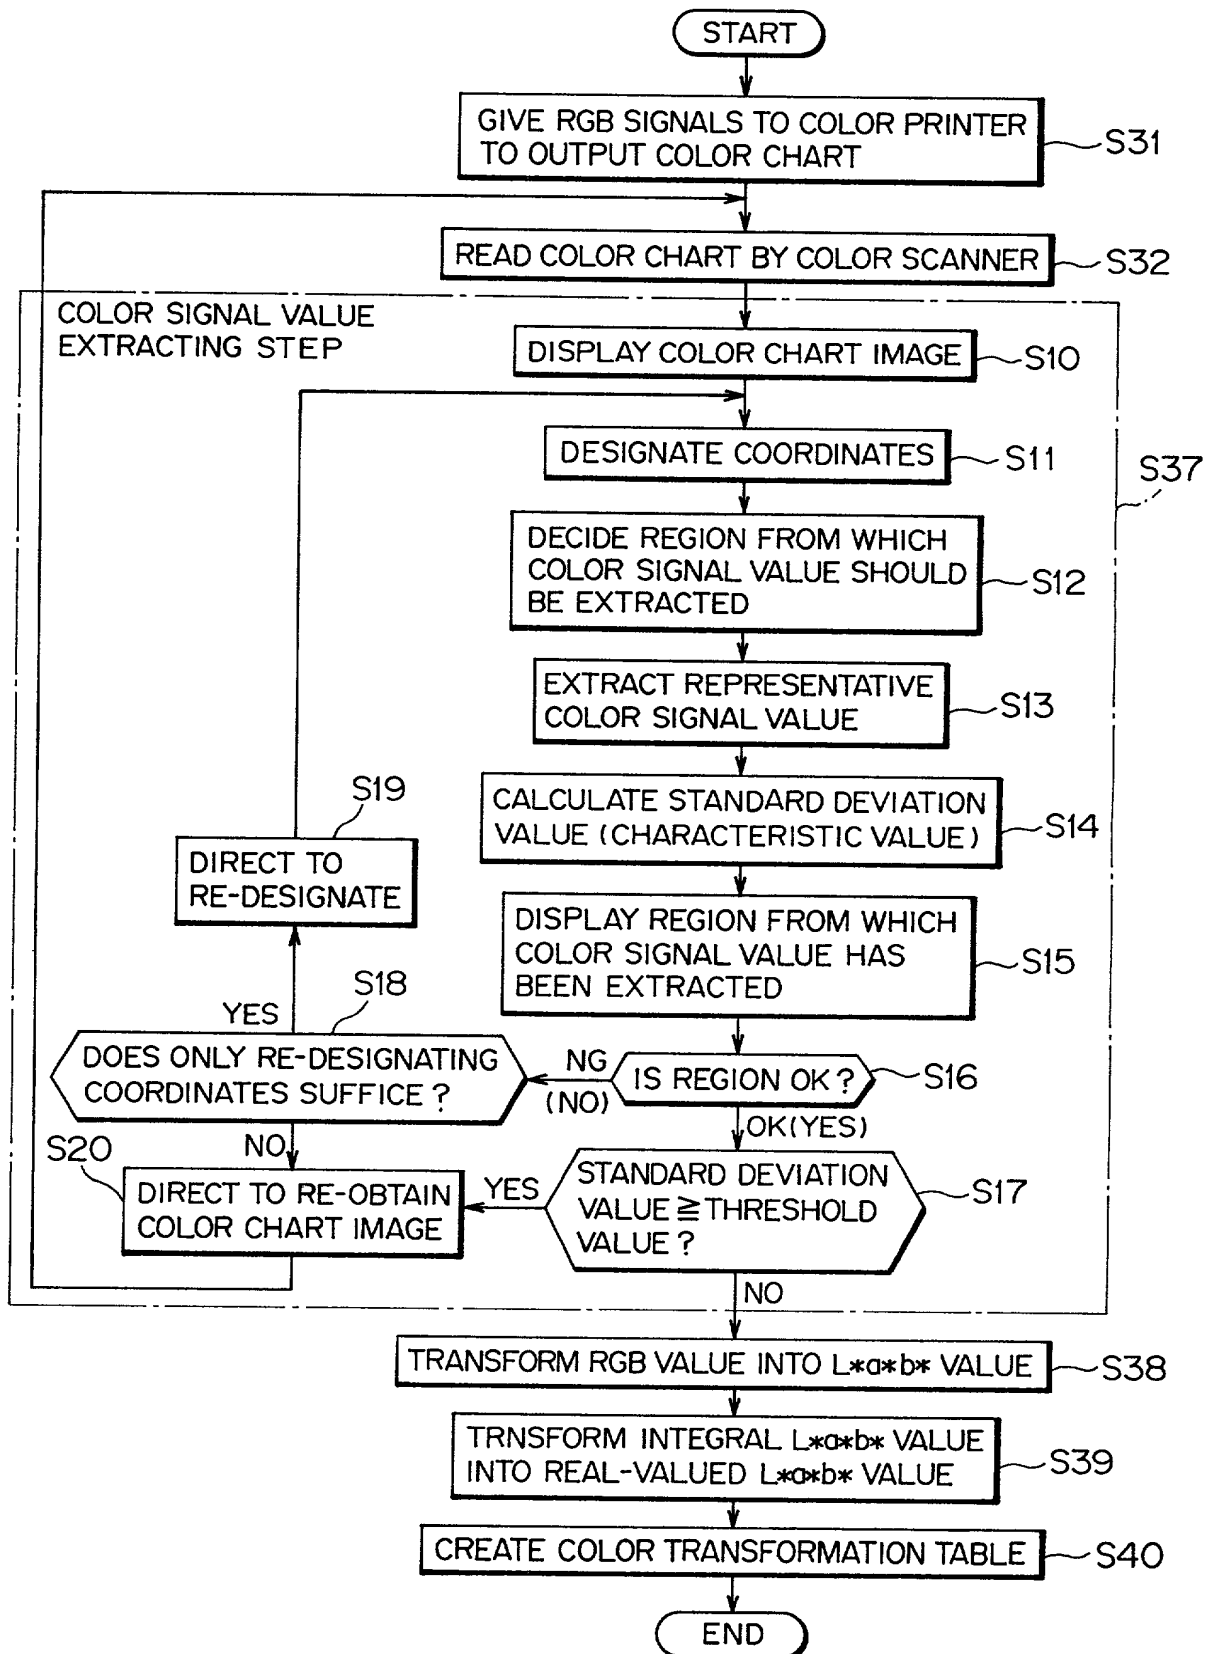 START
GIVE RGB SIGNALS TO COLOR PRINTER
TO OUTPUT COLOR CHART
S31
READ COLOR CHART BY COLOR SCANNER
S32
COLOR SIGNAL VALUE
EXTRACTING STEP
DISPLAY COLOR CHART IMAGE
S10
DESIGNATE COORDINATES
S11
S37
DECIDE REGION FROM WHICH
COLOR SIGNAL VALUE SHOULD
BE EXTRACTED
S12
EXTRACT REPRESENTATIVE
COLOR SIGNAL VALUE
S13
CALCULATE STANDARD DEVIATION
VALUE (CHARACTERISTIC VALUE)
S14
S19
DIRECT TO
RE-DESIGNATE
DISPLAY REGION FROM WHICH
COLOR SIGNAL VALUE HAS
BEEN EXTRACTED
S15
YES
S18
DOES ONLY RE-DESIGNATING
COORDINATES SUFFICE?
NG
(NO)
IS REGION OK?
S16
OK(YES)
NO
S20
DIRECT TO RE-OBTAIN
COLOR CHART IMAGE
YES
STANDARD DEVIATION
VALUE≧THRESHOLD
VALUE?
S17
NO
TRANSFORM RGB VALUE INTO L*a*b* VALUE
S38
TRNSFORM INTEGRAL L*a*b* VALUE
INTO REAL-VALUED L*a*b* VALUE
S39
CREATE COLOR TRANSFORMATION TABLE
S40
END